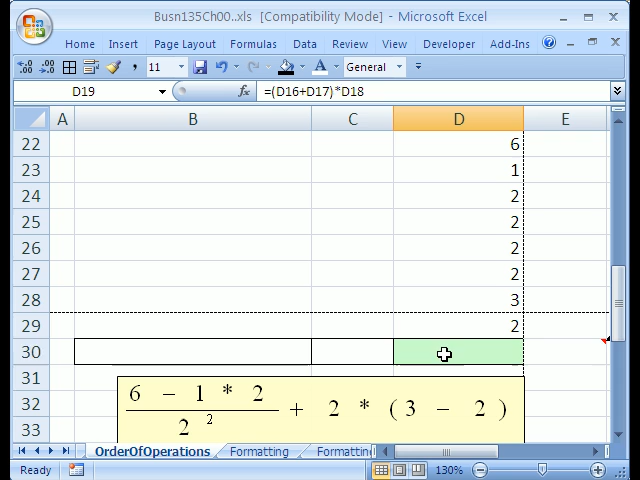 Busn135Ch00..xls [Compatibility Mode] - Microsoft Excel
Home Insert Page Layout Formulas Data Review View Developer Add-Ins
11 General
D19 fx =(D16+D17)*D18
A B C D E
22 6
23 1
24 2
25 2
26 2
27 2
28 3
29 2
30
31
6 - 1 * 2
32 + 2 * ( 3 - 2 )
2 2
33
OrderOfOperations Formatting Formatting
Ready 130%